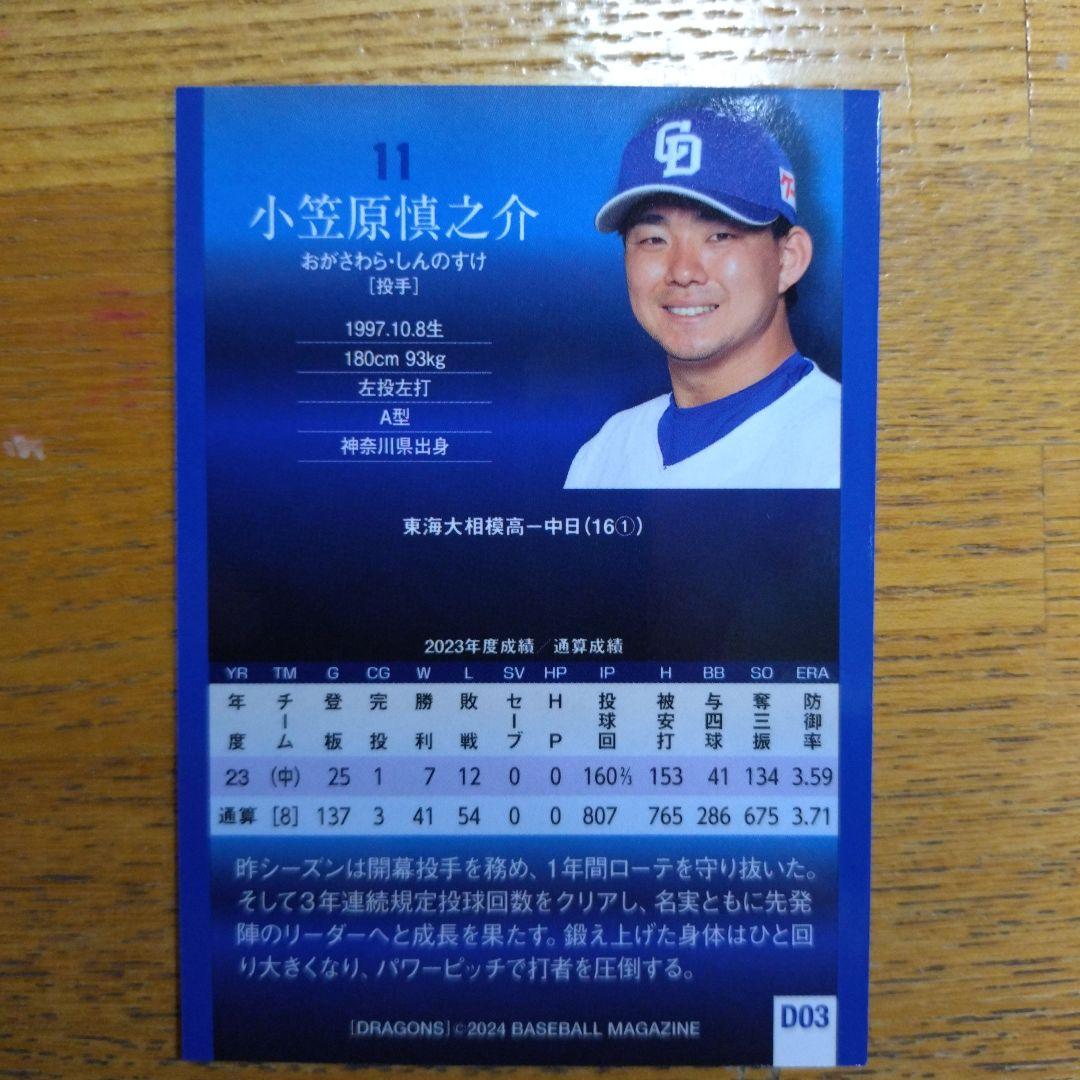 11
小笠原慎之介
おがさわら・しんのすけ
[投手]
1997.10.8生
180cm 93kg
左投左打
A型
神奈川県出身
CD
東海大相模高ー中日(16①)
2023年度成績/通算成績
YR TM G CG W L SV HP IP H BB SO ERA
年度 チーム 登板 完投 勝利 敗戦 セーブ HP 投球回 被安打 与四球 奪三振 防御率
23 (中) 25 1 7 12 0 0 160⅔ 153 41 134 3.59
通算 [8] 137 3 41 54 0 0 807 765 286 675 3.71
昨シーズンは開幕投手を務め、1年間ローテを守り抜いた。
そして3年連続規定投球回数をクリアし、名実ともに先発
陣のリーダーへと成長を果たす。鍛え上げた身体はひと回
り大きくなり、パワーピッチで打者を圧倒する。
[DRAGONS]©2024 BASEBALL MAGAZINE
D03